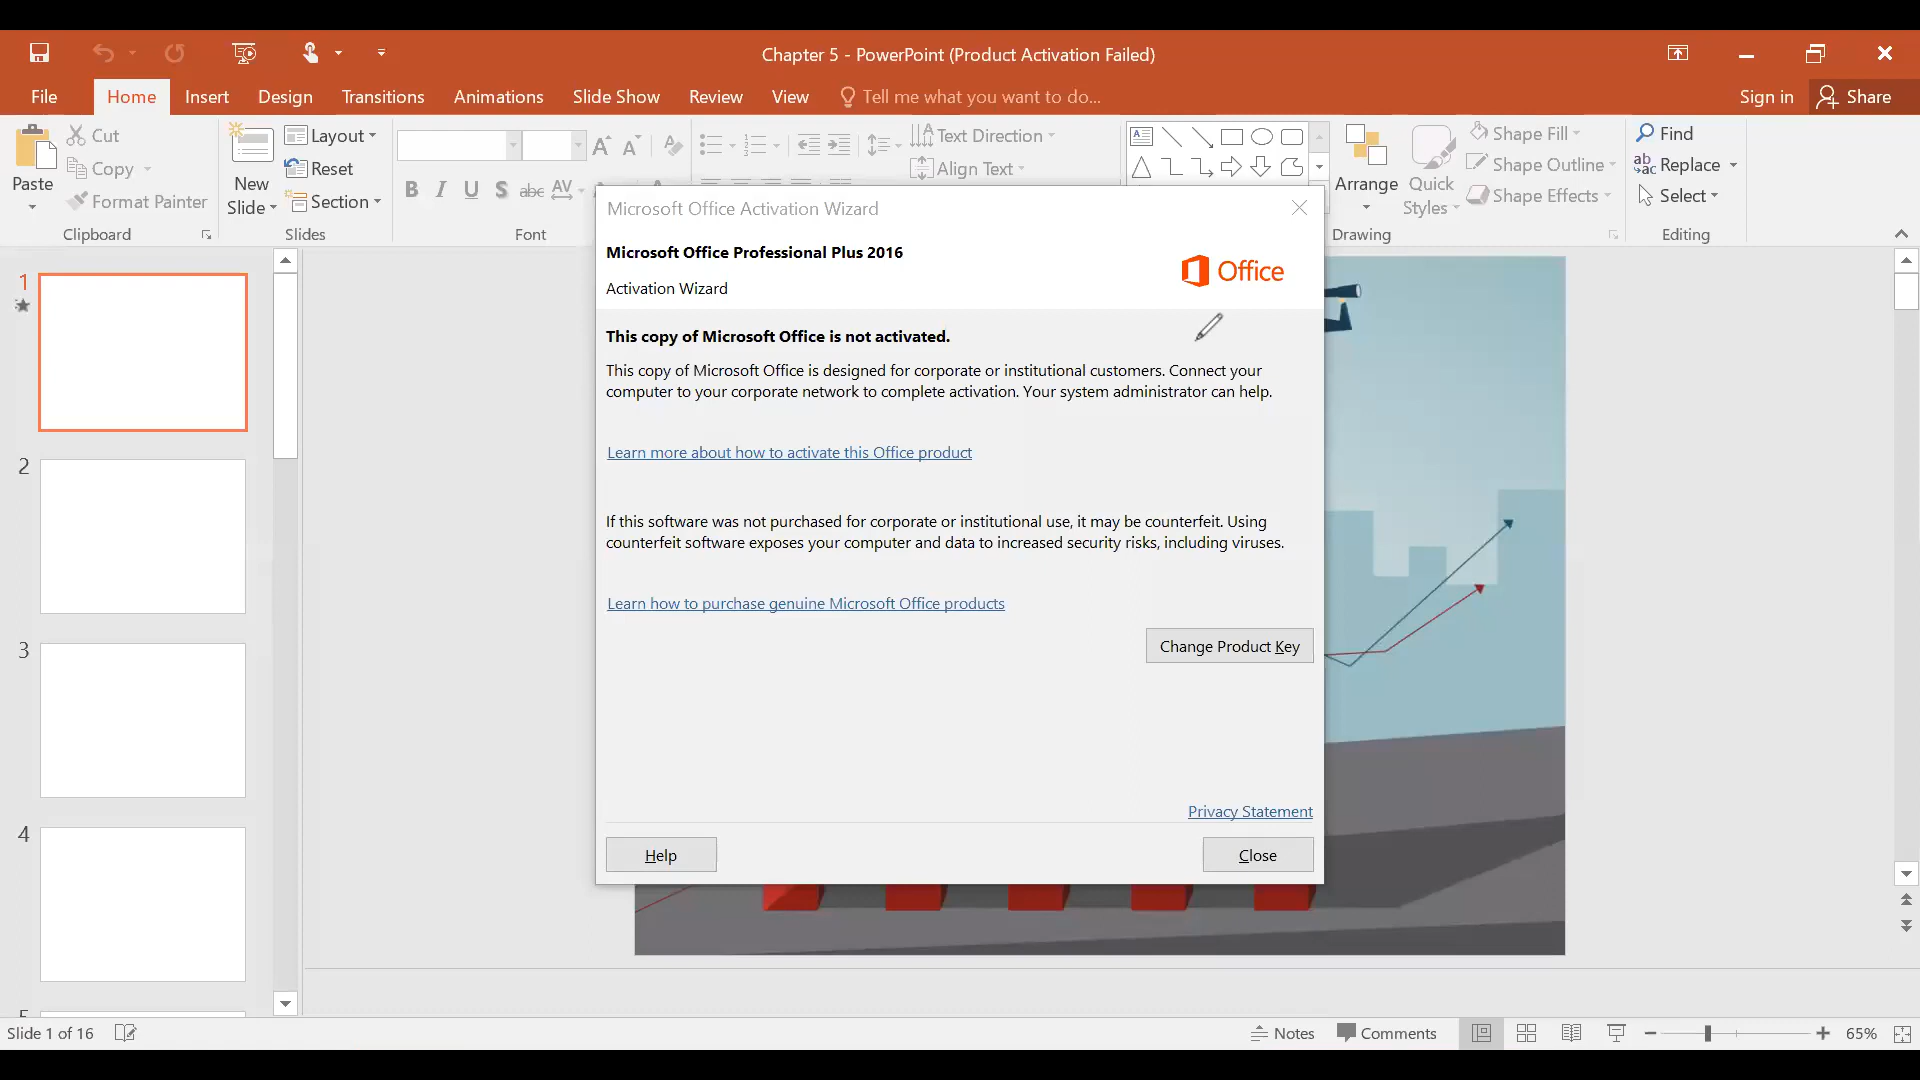 Chapter 5 - PowerPoint (Product Activation Failed)
File Home Insert Design Transitions Animations Slide Show Review View Tell me what you want to do... Sign in Share
Paste
Cut
Copy
Format Painter
Clipboard
New
Slide
Layout
Reset
Section
Slides
B I U S abc AV
Font
Text Direction
Align Text
Arrange
Quick
Styles
Shape Fill
Shape Outline
Shape Effects
Drawing
Find
Replace
Select
Editing
1
2
3
4
Microsoft Office Activation Wizard
Microsoft Office Professional Plus 2016
Office
Activation Wizard
This copy of Microsoft Office is not activated.
This copy of Microsoft Office is designed for corporate or institutional customers. Connect your
computer to your corporate network to complete activation. Your system administrator can help.
Learn more about how to activate this Office product
If this software was not purchased for corporate or institutional use, it may be counterfeit. Using
counterfeit software exposes your computer and data to increased security risks, including viruses.
Learn how to purchase genuine Microsoft Office products
Change Product Key
Privacy Statement
Help
Close
Slide 1 of 16
Notes
Comments
65%